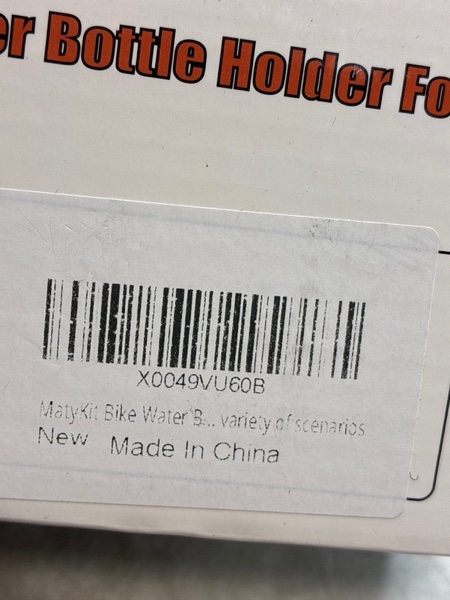 er Bottle Holder Fo
X0049VU60B
MatyKit Bike Water B... variety of scenarios
New Made In China